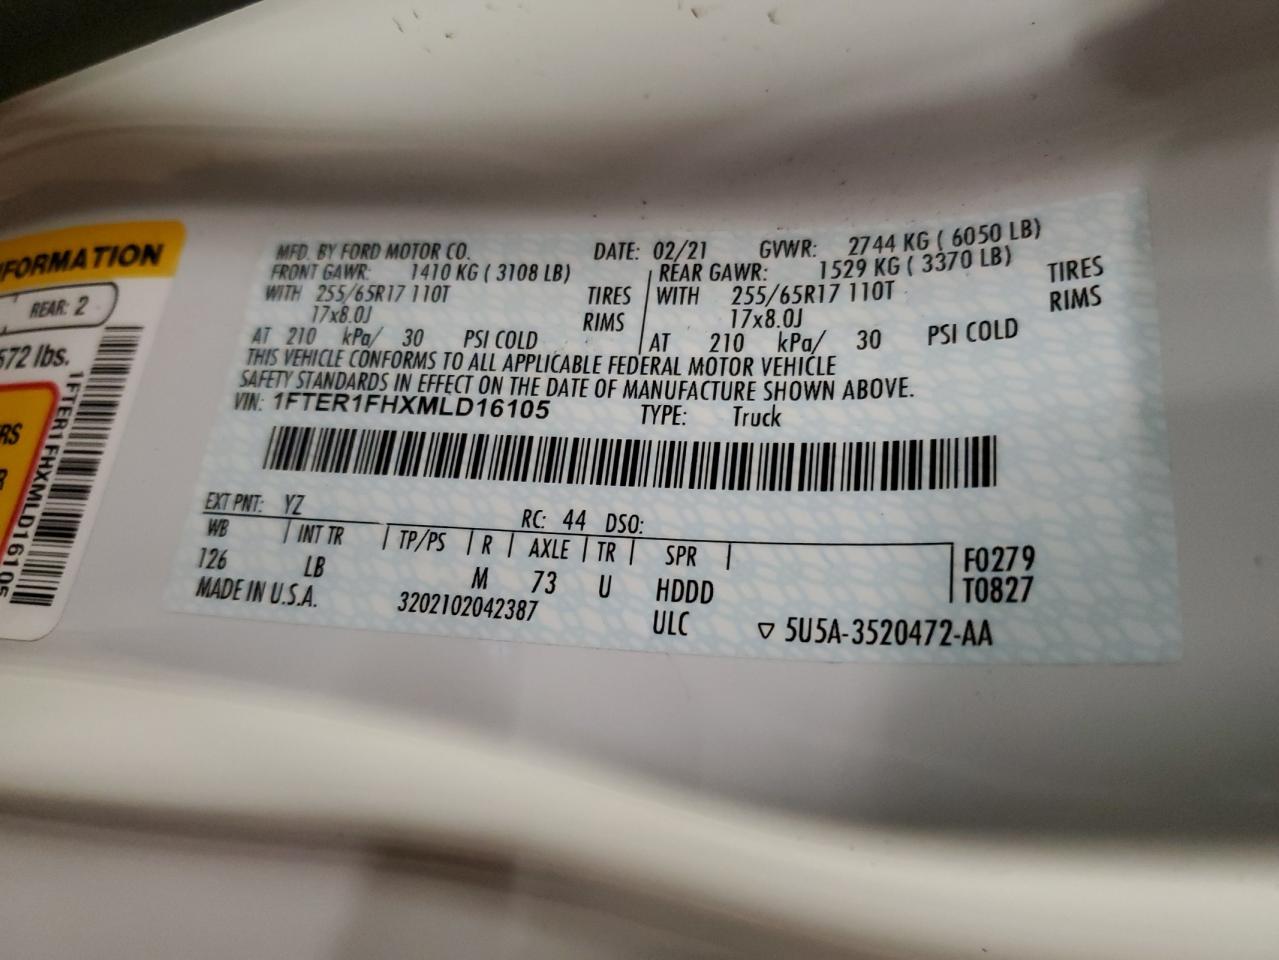 FORMATION
REAR: 2
572 lbs.
RS
1FTER1FHXMLD16105
MFD. BY FORD MOTOR CO. DATE: 02/21 GVWR: 2744 KG ( 6050 LB)
FRONT GAWR: 1410 KG ( 3108 LB) REAR GAWR: 1529 KG ( 3370 LB)
WITH 255/65R17 110T TIRES WITH 255/65R17 110T TIRES
17x8.0J RIMS 17x8.0J RIMS
AT 210 kPa/ 30 PSI COLD AT 210 kPa/ 30 PSI COLD
THIS VEHICLE CONFORMS TO ALL APPLICABLE FEDERAL MOTOR VEHICLE
SAFETY STANDARDS IN EFFECT ON THE DATE OF MANUFACTURE SHOWN ABOVE.
VIN: 1FTER1FHXMLD16105 TYPE: Truck
EXT PNT: YZ RC: 44 DSO:
WB INT TR TP/PS R AXLE TR SPR F0279
126 LB M 73 U HDDD T0827
MADE IN U.S.A. 3202102042387 ULC ▽ 5U5A-3520472-AA